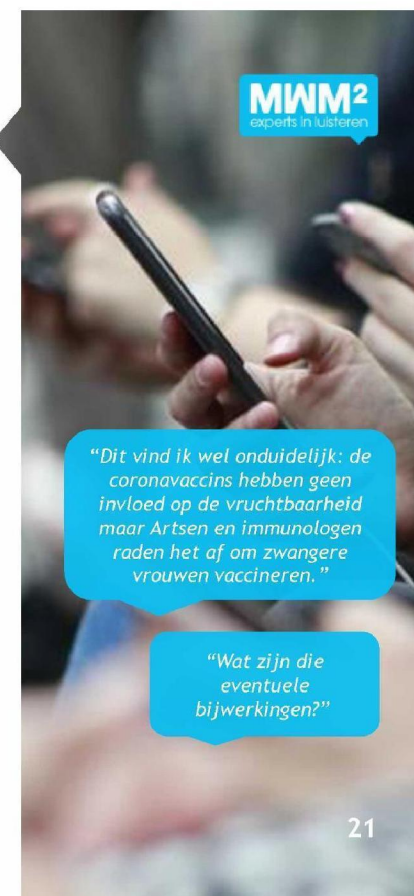 MWM²
experts in luisteren
“Dit vind ik wel onduidelijk: de
coronavaccins hebben geen
invloed op de vruchtbaarheid
maar Artsen en immunologen
raden het af om zwangere
vrouwen vaccineren.”
“Wat zijn die
eventuele
bijwerkingen?”
21